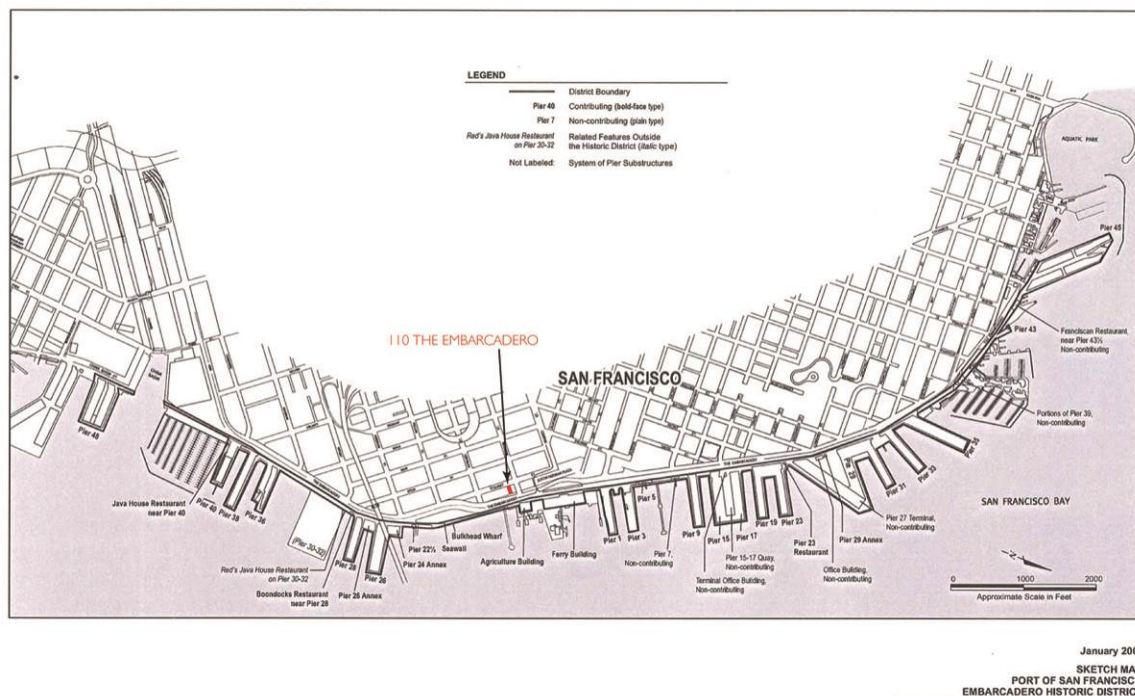 LEGEND
District Boundary
Pier 40 Contributing (bold-face type)
Pier 7 Non-contributing (plain type)
Red's Java House Restaurant
on Pier 30-32
Related Features Outside
the Historic District (italic type)
Not Labeled: System of Pier Substructures
AQUATIC PARK
Pier 45
110 THE EMBARCADERO
SAN FRANCISCO
Pier 43
Franciscan Restaurant,
near Pier 43½
Non-contributing
Portions of Pier 39,
Non-contributing
Pier 48
Java House Restaurant
near Pier 40
Pier 40
Pier 38
Pier 36
(Pier 30-32)
Red's Java House Restaurant
on Pier 30-32
Boondocks Restaurant
near Pier 28
Pier 28
Pier 26
Pier 26 Annex
Pier 22½
Pier 24 Annex
Bulkhead Wharf
Seawall
Agriculture Building
Ferry Building
THE EMBARCADERO
Pier 1
Pier 3
Pier 5
Pier 7,
Non-contributing
Pier 9
Pier 15
Pier 17
Terminal Office Building,
Non-contributing
Pier 15-17 Quay,
Non-contributing
Pier 19
Pier 23
Pier 23
Restaurant
Office Building,
Non-contributing
Pier 29 Annex
Pier 27 Terminal,
Non-contributing
Pier 29
Pier 31
Pier 33
Pier 35
SAN FRANCISCO BAY
N
0 1000 2000
Approximate Scale in Feet
January 200
SKETCH MA
PORT OF SAN FRANCISC
EMBARCADERO HISTORIC DISTRIC